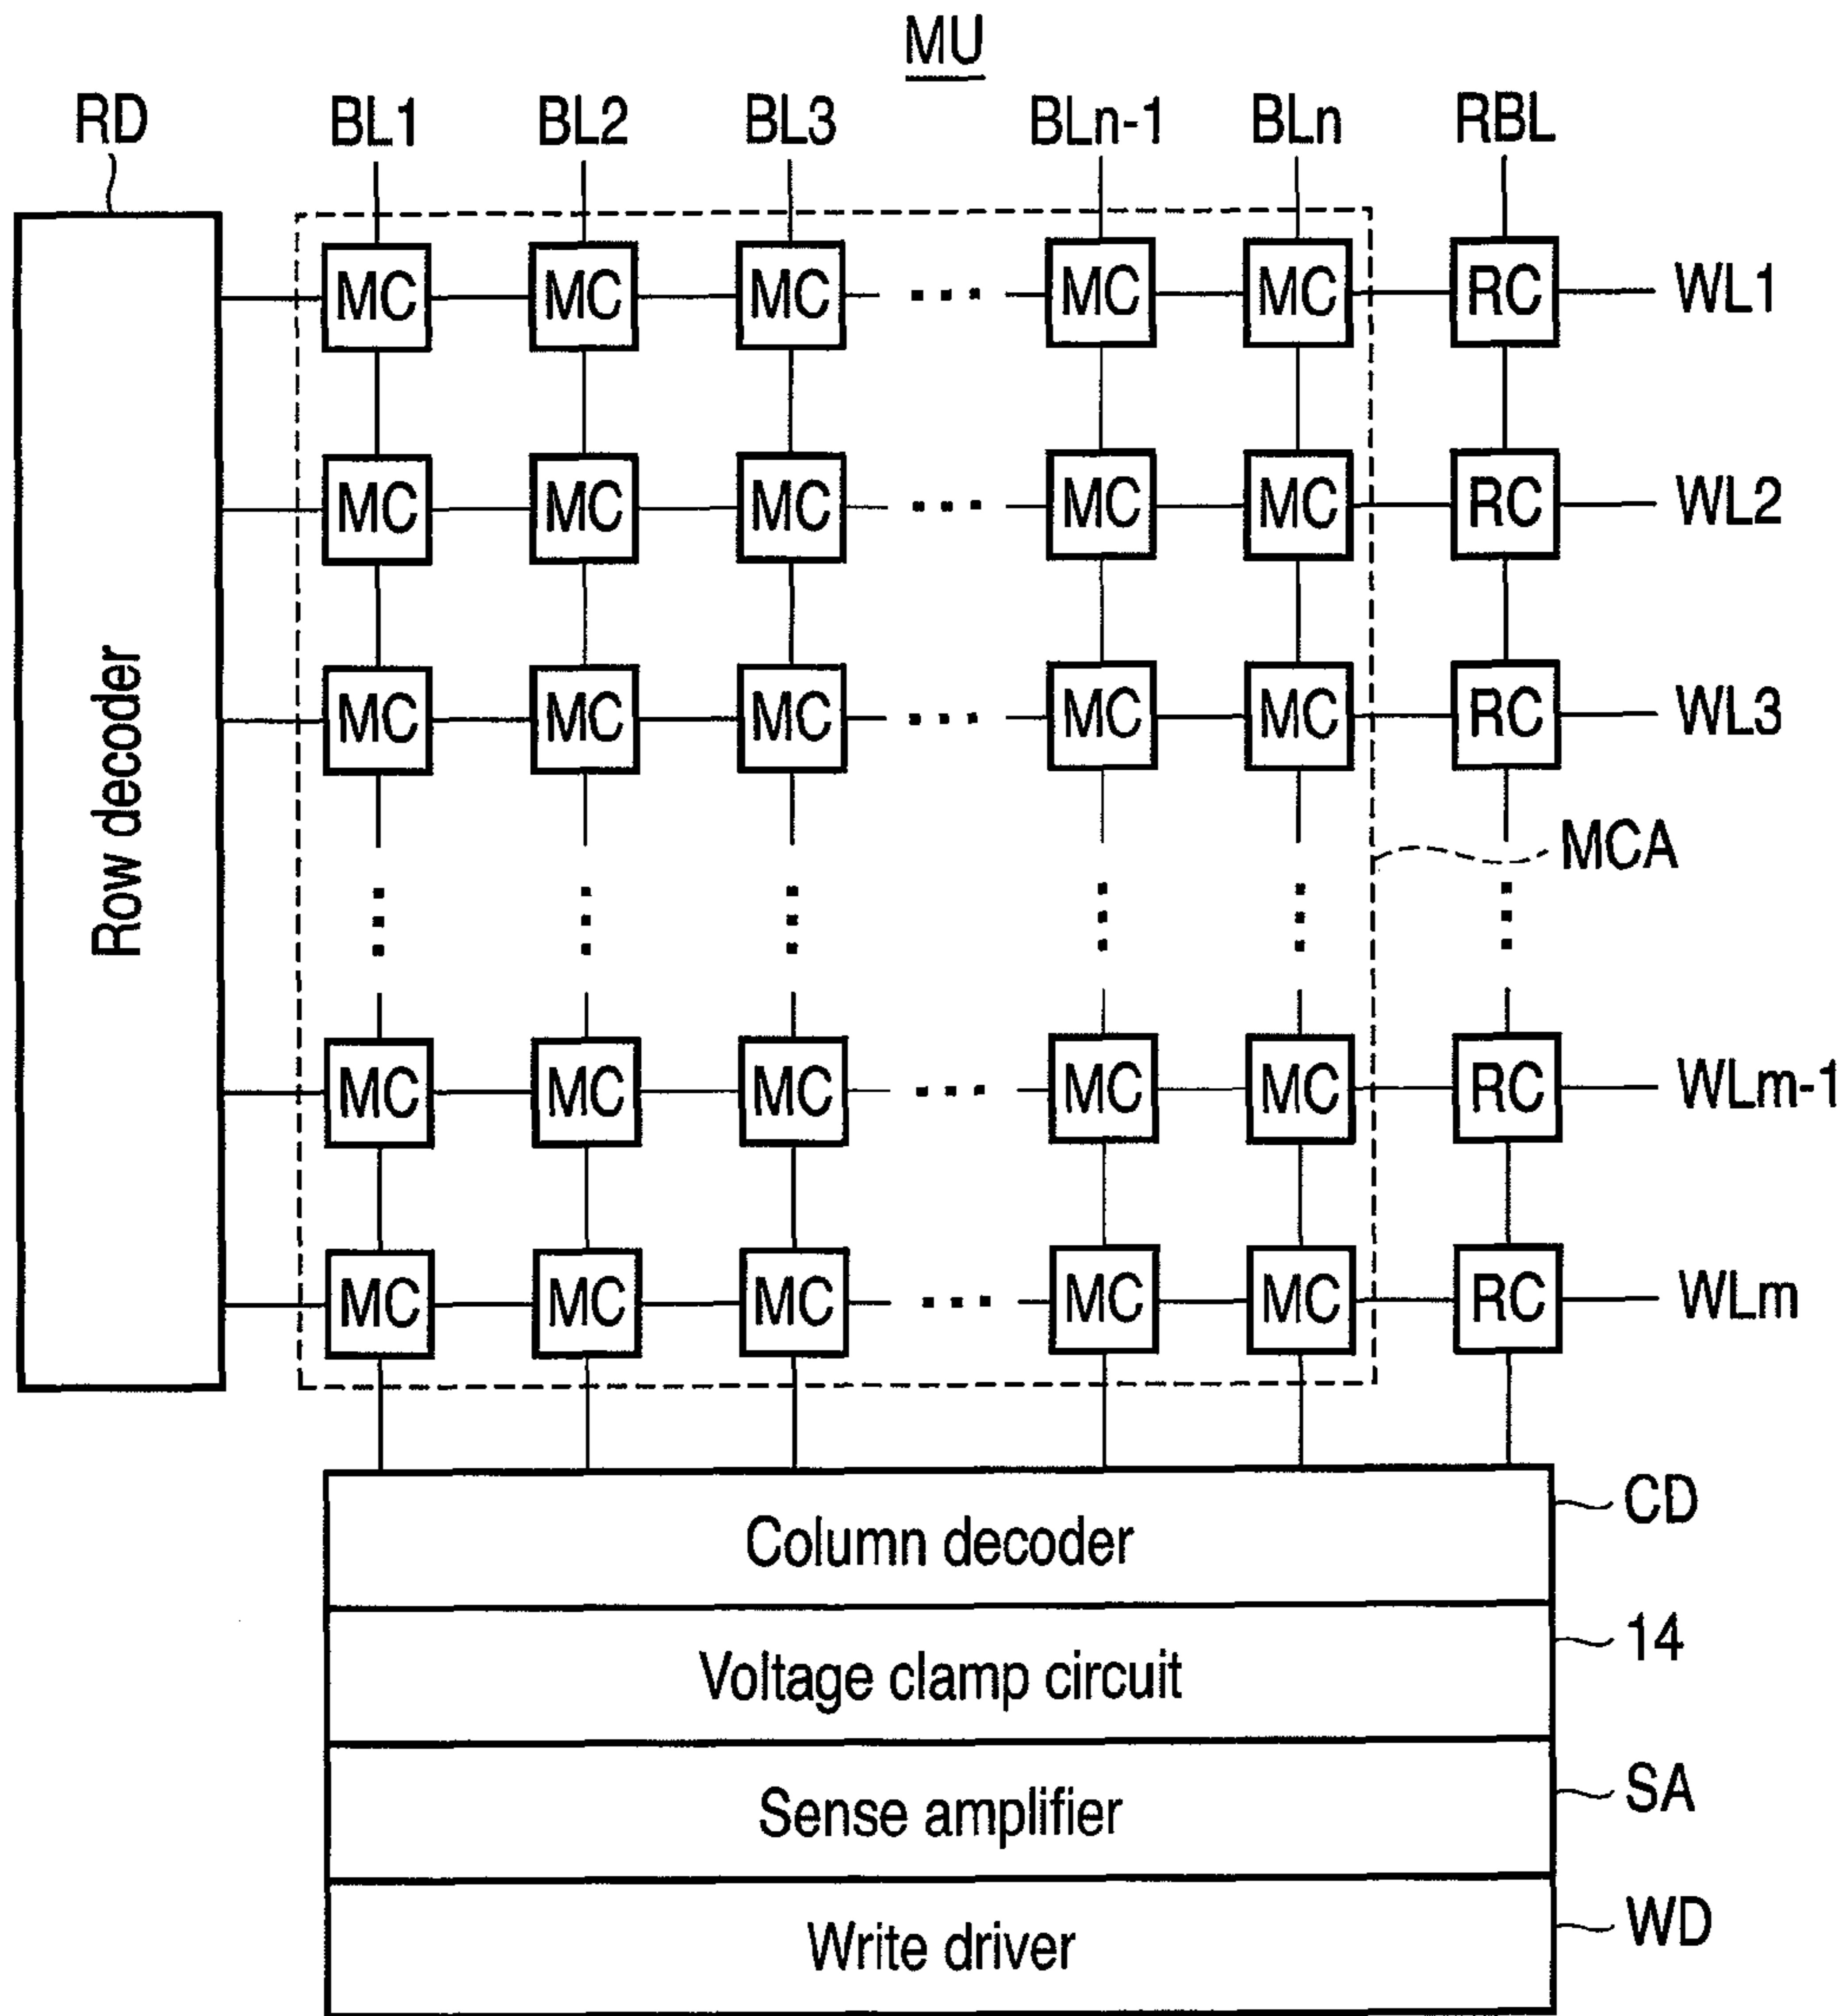 MU
RD BL1 BL2 BL3 BLn-1 BLn RBL
MC MC MC ... MC MC RC WL1
MC MC MC ... MC MC RC WL2
MC MC MC ... MC MC RC WL3
Row decoder
MCA
MC MC MC ... MC MC RC WLm-1
MC MC MC ... MC MC RC WLm
Column decoder CD
Voltage clamp circuit 14
Sense amplifier SA
Write driver WD